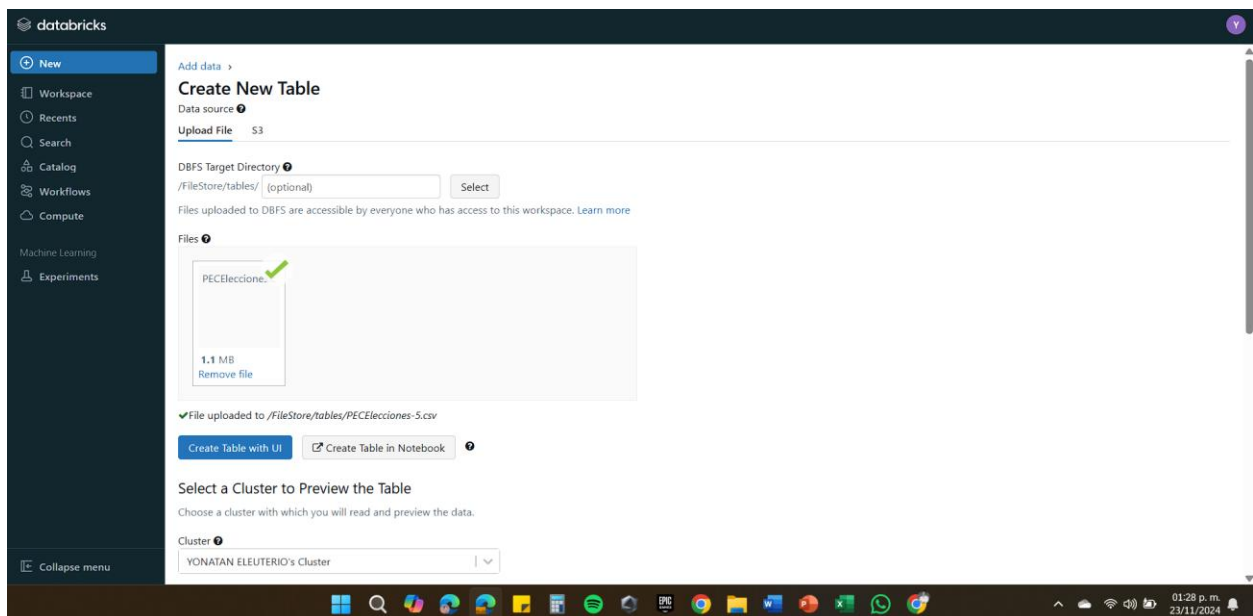 databricks
Y
New
Workspace
Recents
Search
Catalog
Workflows
Compute
Machine Learning
Experiments
Collapse menu
Add data ›
Create New Table
Data source ?
Upload File S3
DBFS Target Directory ?
/FileStore/tables/ (optional) Select
Files uploaded to DBFS are accessible by everyone who has access to this workspace. Learn more
Files ?
PECEleccione...
1.1 MB
Remove file
File uploaded to /FileStore/tables/PECElecciones-5.csv
Create Table with UI Create Table in Notebook ?
Select a Cluster to Preview the Table
Choose a cluster with which you will read and preview the data.
Cluster ?
YONATAN ELEUTERIO's Cluster
EPIC
01:28 p. m.
23/11/2024